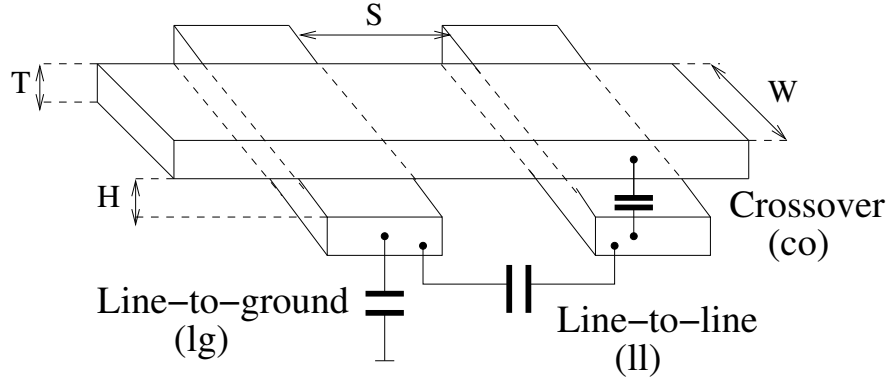 S
T
W
H
Crossover
(co)
Line-to-ground
(lg)
Line-to-line
(ll)